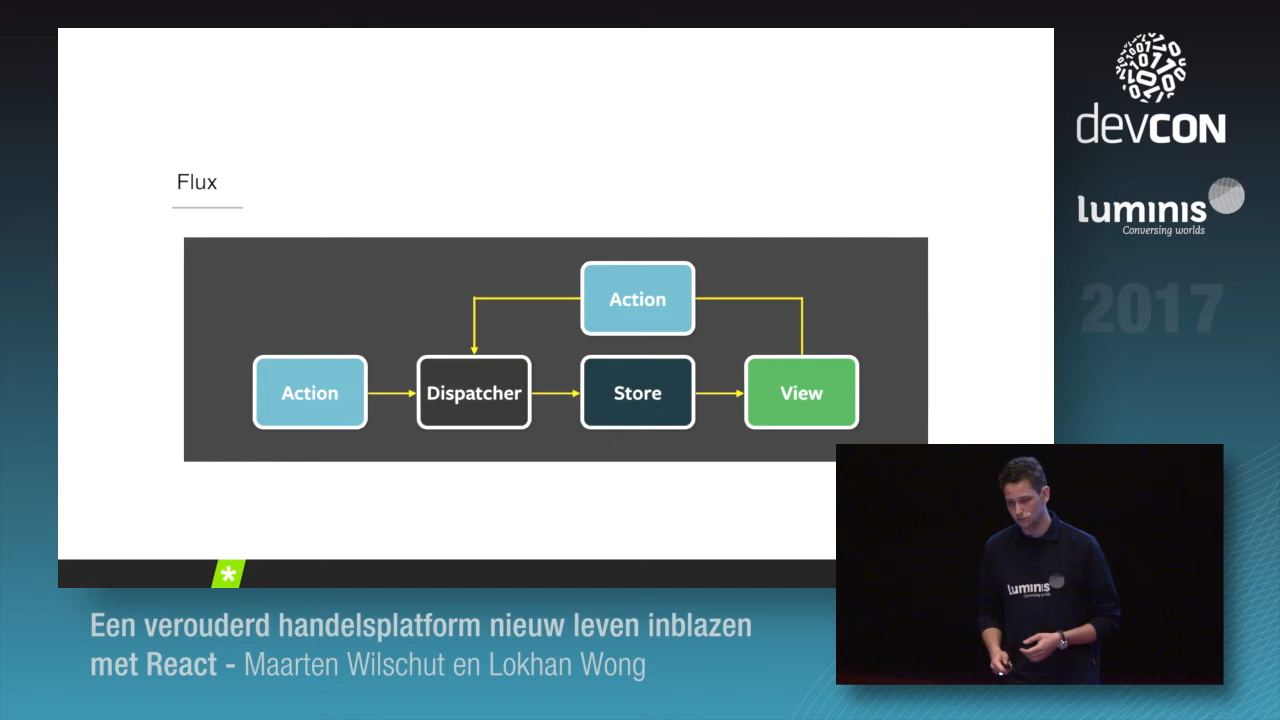 devCON
luminis
Conversing worlds
2017
Flux
Action
Action
Dispatcher
Store
View
*
luminis
Een verouderd handelsplatform nieuw leven inblazen
met React - Maarten Wilschut en Lokhan Wong